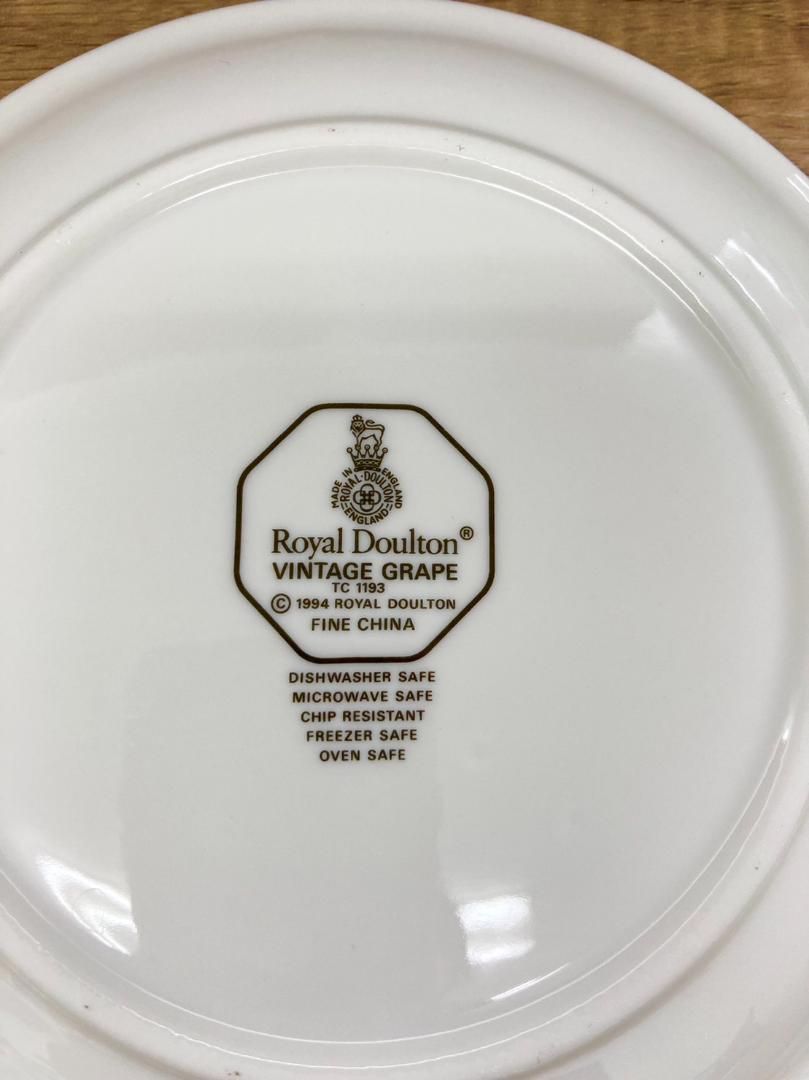 MADE IN ENGLAND
ROYAL·DOULTON
ENGLAND
Royal Doulton®
VINTAGE GRAPE
TC 1193
© 1994 ROYAL DOULTON
FINE CHINA
DISHWASHER SAFE
MICROWAVE SAFE
CHIP RESISTANT
FREEZER SAFE
OVEN SAFE